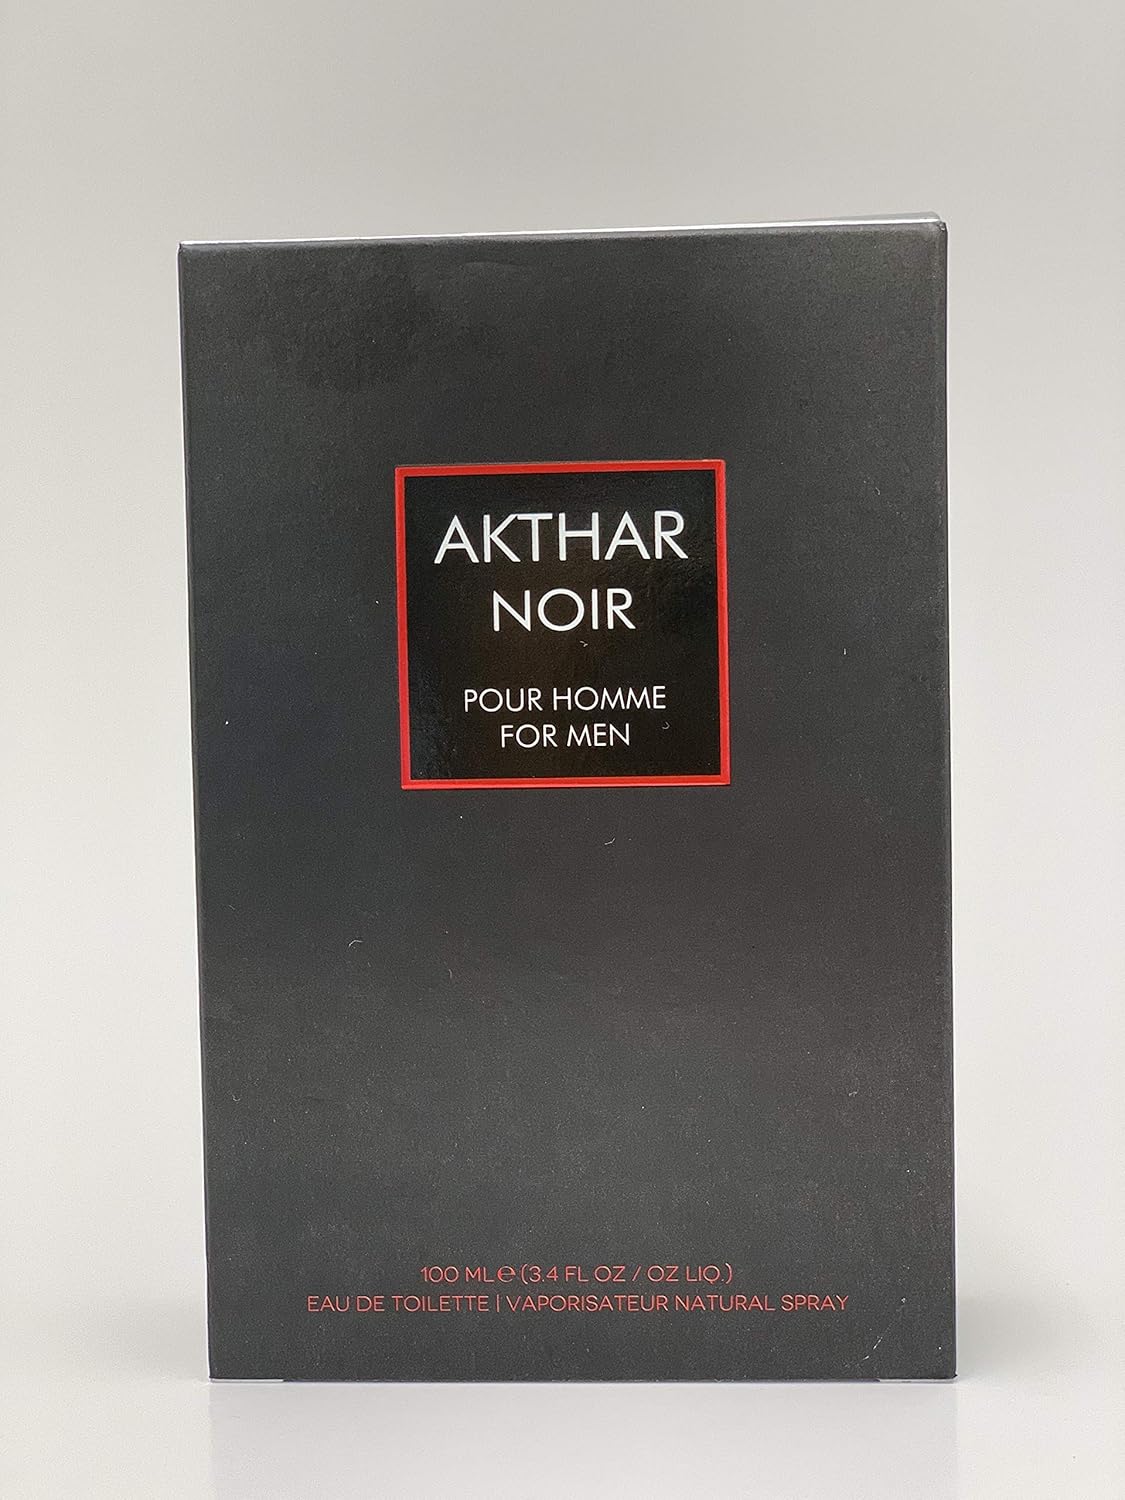 AKTHAR
NOIR
POUR HOMME
FOR MEN
100 ML ℮ (3.4 FL OZ / OZ LIQ.)
EAU DE TOILETTE | VAPORISATEUR NATURAL SPRAY